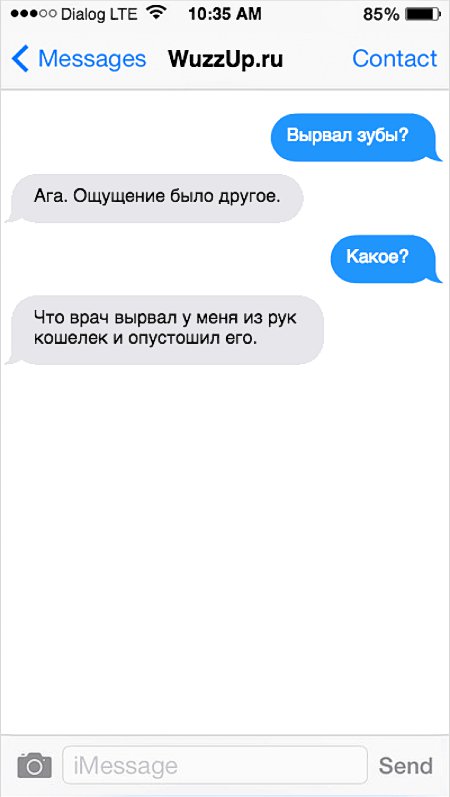 Dialog LTE 10:35 AM 85%
Messages WuzzUp.ru Contact
Вырвал зубы?
Ага. Ощущение было другое.
Какое?
Что врач вырвал у меня из рук
кошелек и опустошил его.
iMessage Send